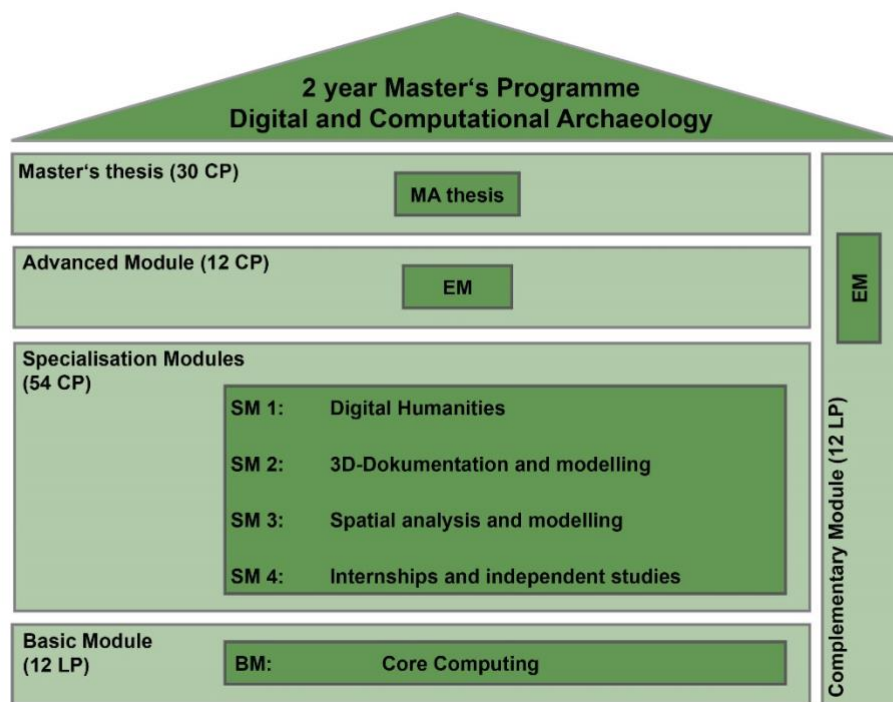 2 year Master‘s Programme
Digital and Computational Archaeology
Master‘s thesis (30 CP)
MA thesis
Advanced Module (12 CP)
EM
Specialisation Modules
(54 CP)
SM 1: Digital Humanities
SM 2: 3D-Dokumentation and modelling
SM 3: Spatial analysis and modelling
SM 4: Internships and independent studies
Basic Module
(12 LP)
BM: Core Computing
EM
Complementary Module (12 LP)